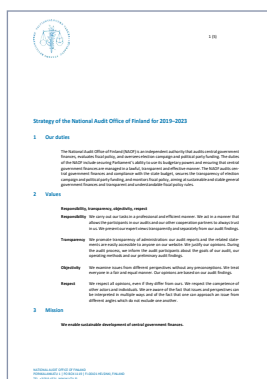 1 (5)
Strategy of the National Audit Office of Finland for 2019–2023
1 Our duties
The National Audit Office of Finland (NAOF) is an independent authority that audits central government
finances, evaluates fiscal policy, and oversees election campaign and political party funding. The duties
of the NAOF include ensuring Parliament's ability to use its budgetary powers and ensuring that central
government finances are managed in a lawful, transparent and effective manner. The NAOF audits cen-
tral government finances and compliance with the state budget, secures the transparency of election
campaign and political party funding, and monitors fiscal policy, aiming at sustainable and stable general
government finances and transparent and understandable fiscal policy rules.
2 Values
Responsibility, transparency, objectivity, respect
Responsibility We carry out our tasks in a professional and efficient manner. We act in a manner that allows
the participants in our audits and our other cooperation partners to always trust
in us. We present our expert views transparently and separately from our audit findings.
Transparency We promote transparency of administration: our audit reports and the related state-
ments are easily accessible to anyone on our website. We justify our opinions. During
the audit process, we inform the audit participants about the goals of our audit, our
operating methods and our preliminary audit findings.
Objectivity We examine issues from different perspectives without any preconceptions. We treat
everyone in a fair and equal manner. Our opinions are based on our audit findings.
Respect We respect all opinions, even if they differ from ours. We respect the competence of
other actors and individuals. We are aware of the fact that issues and perspectives can
be interpreted in multiple ways, and of the fact that one can approach an issue from
different angles which do not exclude one another.
3 Mission
We enable sustainable development of central government finances.
NATIONAL AUDIT OFFICE OF FINLAND